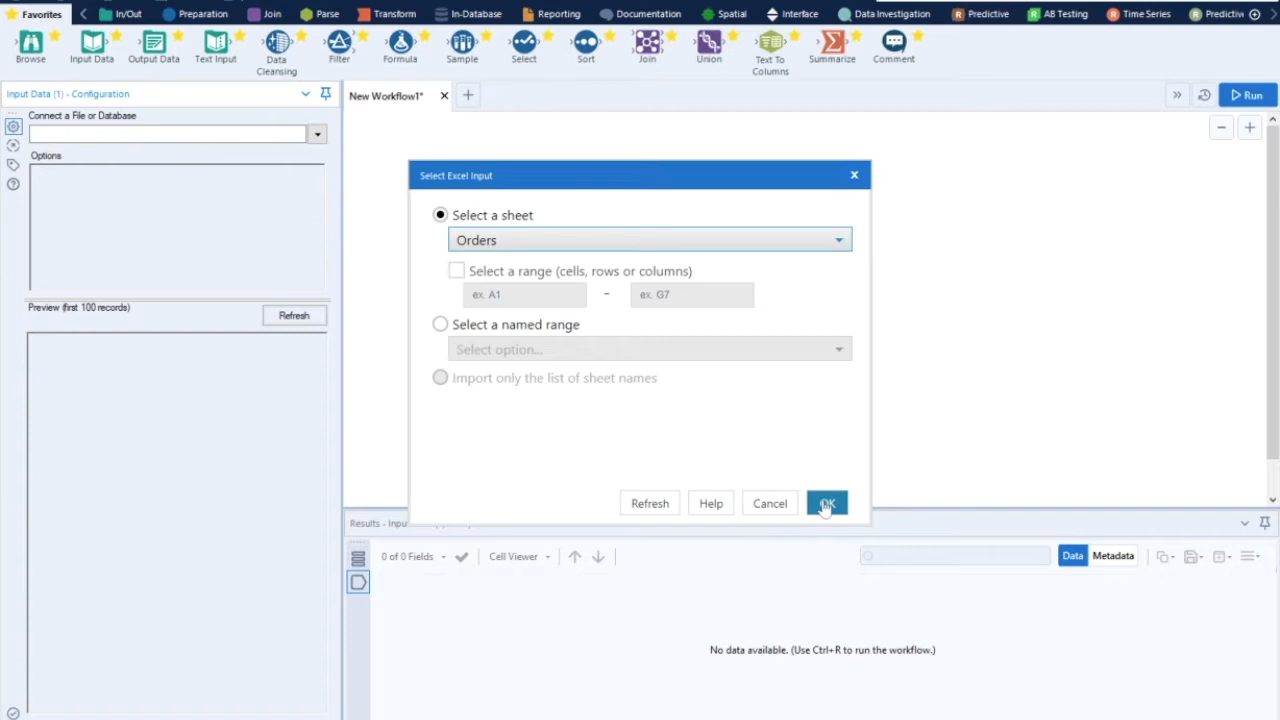 Favorites
In/Out
Preparation
Join
Parse
Transform
In-Database
Reporting
Documentation
Spatial
Interface
Data Investigation
Predictive
AB Testing
Time Series
Predictive
Browse
Input Data
Output Data
Text Input
Data Cleansing
Filter
Formula
Sample
Select
Sort
Join
Union
Text To Columns
Summarize
Comment
Input Data (1) - Configuration
New Workflow1*
Run
Connect a File or Database
Options
Preview (first 100 records)
Refresh
Select Excel Input
Select a sheet
Orders
Select a range (cells, rows or columns)
ex. A1 - ex. G7
Select a named range
Select option...
Import only the list of sheet names
Refresh
Help
Cancel
OK
Results - Input
0 of 0 Fields
Cell Viewer
Data
Metadata
No data available. (Use Ctrl+R to run the workflow.)